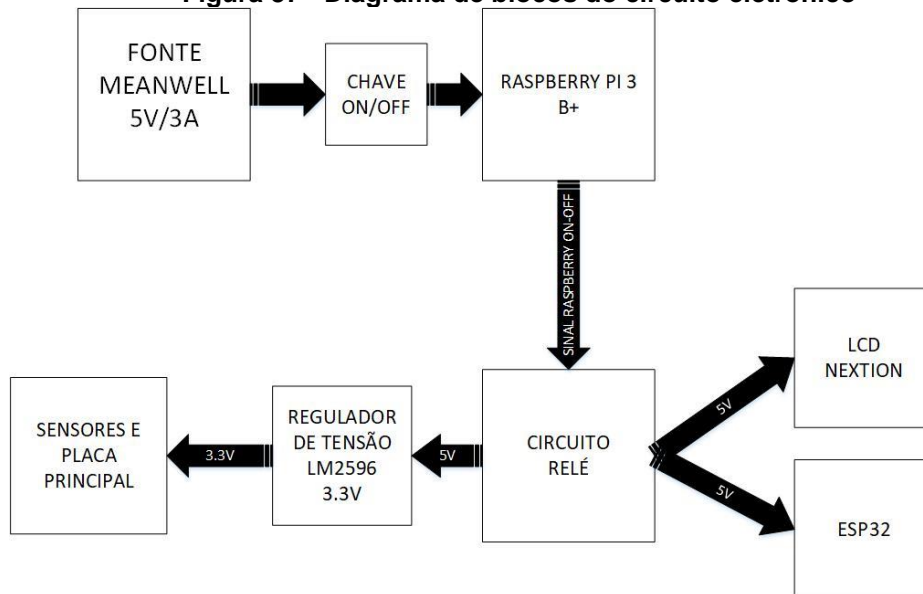 Figura – Diagrama de blocos do circuito eletrônico
FONTE
MEANWELL
5V/3A
CHAVE
ON/OFF
RASPBERRY PI 3
B+
SINAL RASPBERRY ON-OFF
LCD
NEXTION
5V
SENSORES E
PLACA
PRINCIPAL
3.3V
REGULADOR
DE TENSÃO
LM2596
3.3V
5V
CIRCUITO
RELÉ
5V
ESP32